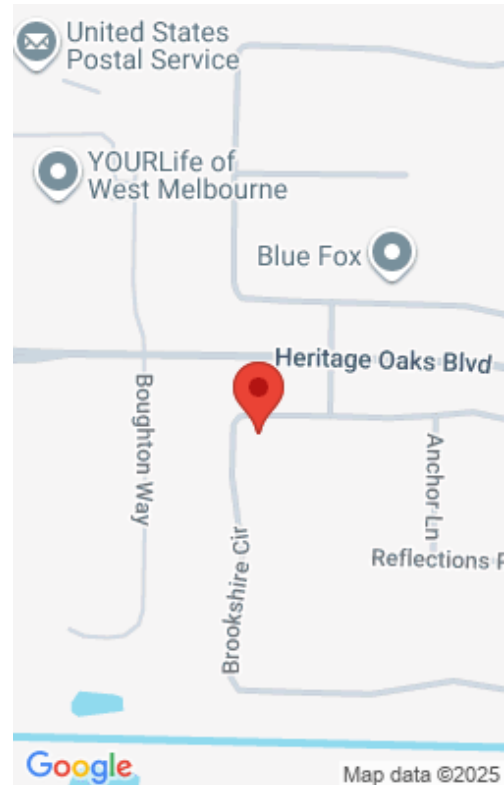 United States
Postal Service
YOURLife of
West Melbourne
Blue Fox
Heritage Oaks Blvd
Boughton Way
Anchor Ln
Brookshire Cir
Reflections
Google
Map data ©2025